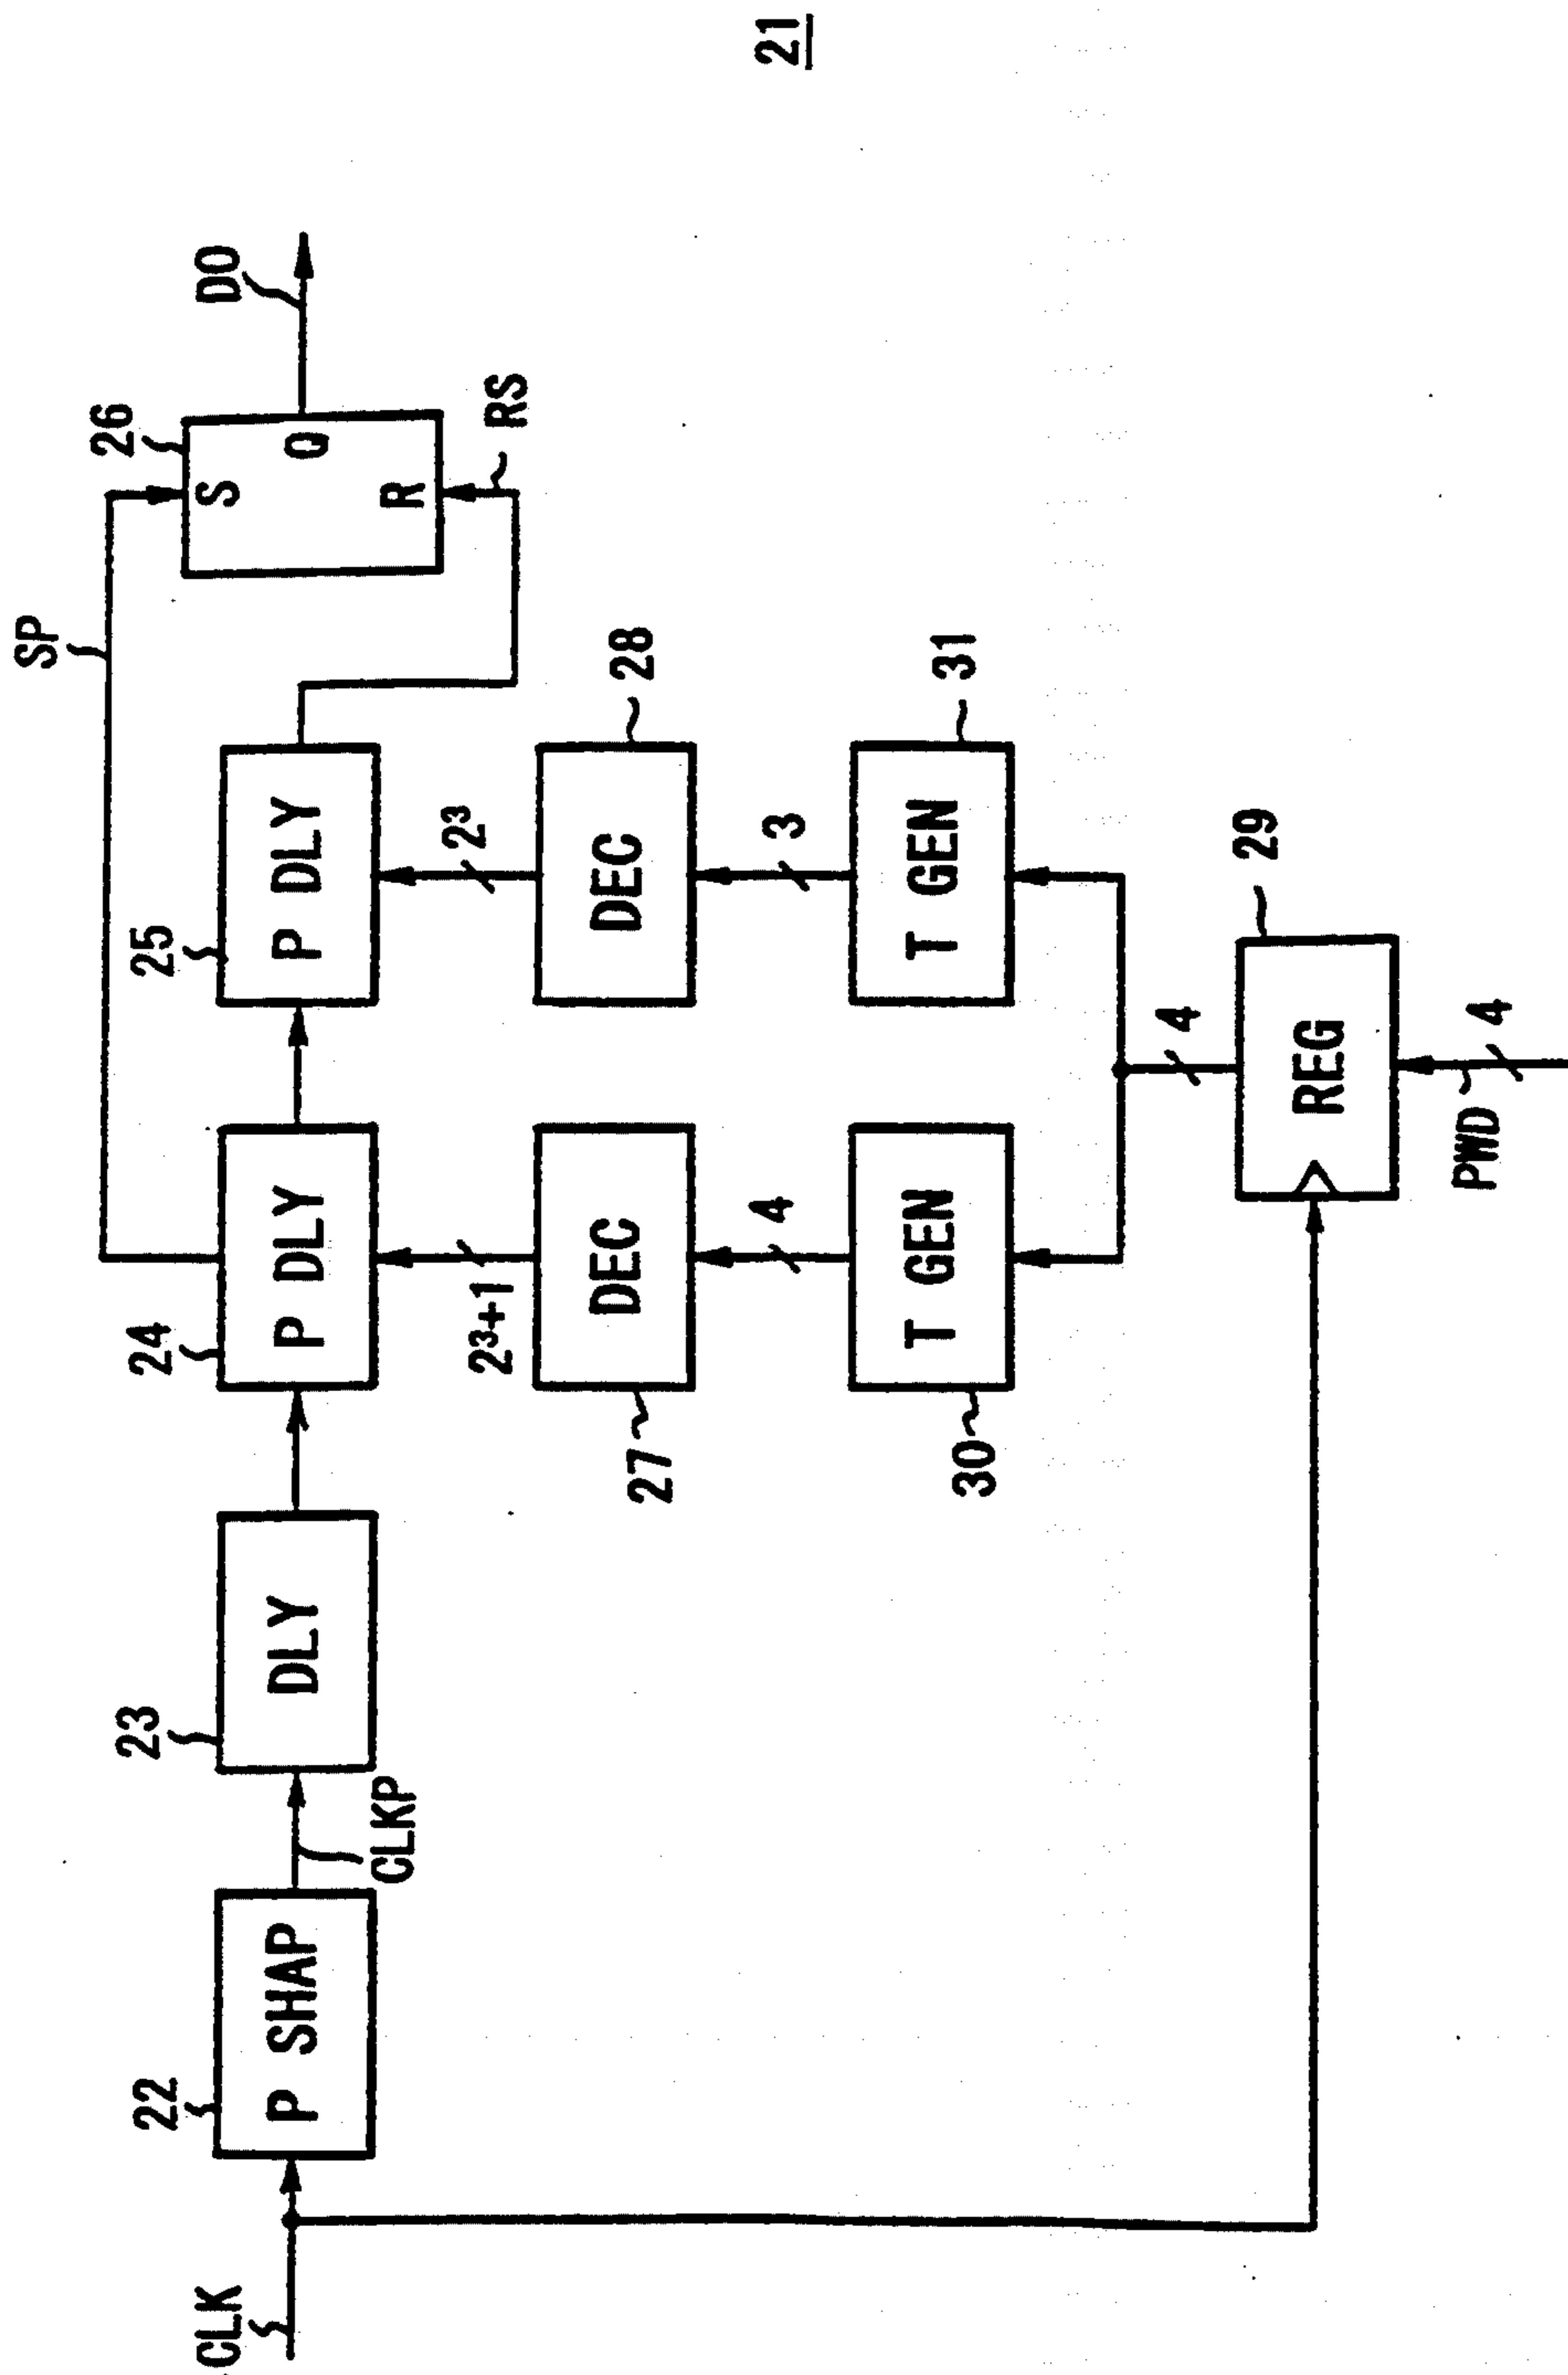 21
SP
DO
26
S
Q
R
RS
CLK
22
P SHAP
CLKP
23
DLY
24
P DLY
25
P DLY
2³+1
2³
27
DEC
28
DEC
4
3
30
T GEN
31
T GEN
4
29
REG
PWD
4